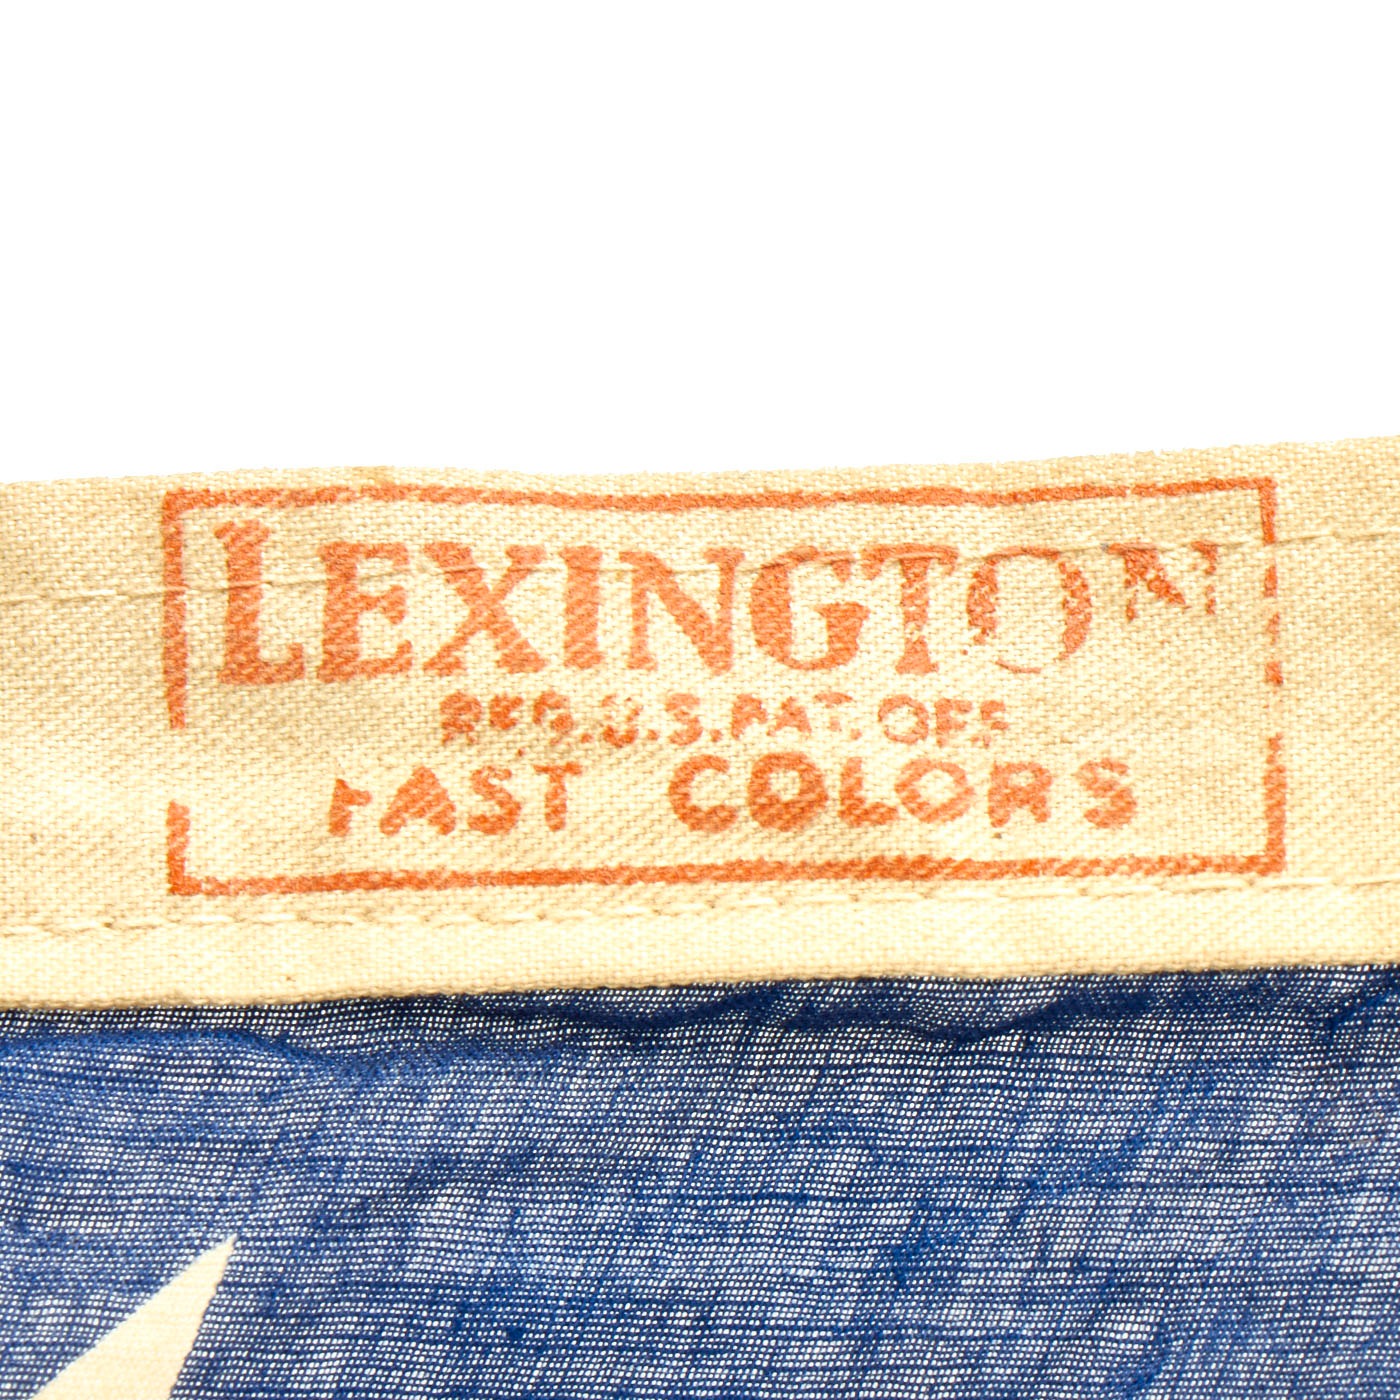 LEXINGTON
REG. U.S. PAT. OFF
FAST COLORS